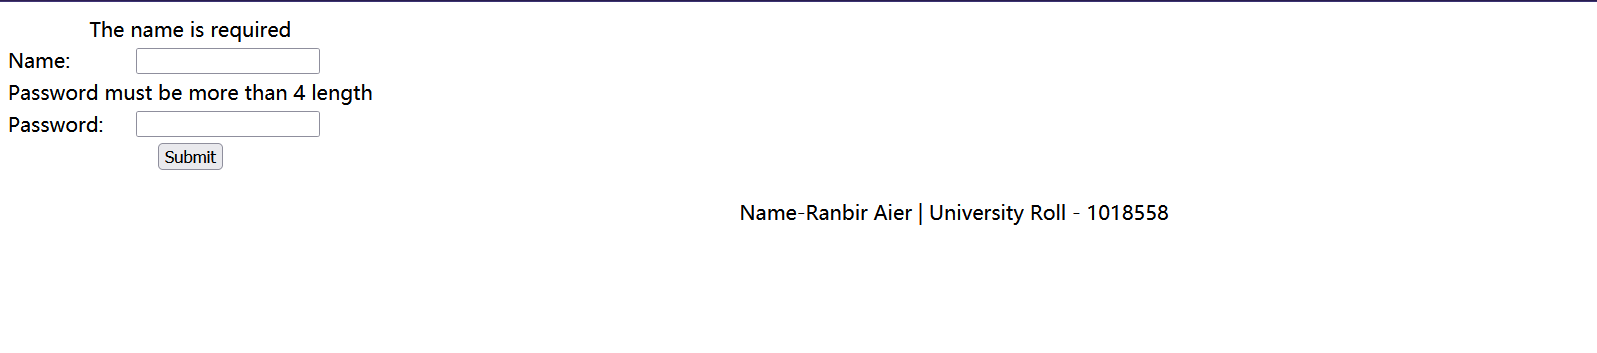 The name is required
Name:
Password must be more than 4 length
Password:
Submit
Name-Ranbir Aier | University Roll - 1018558